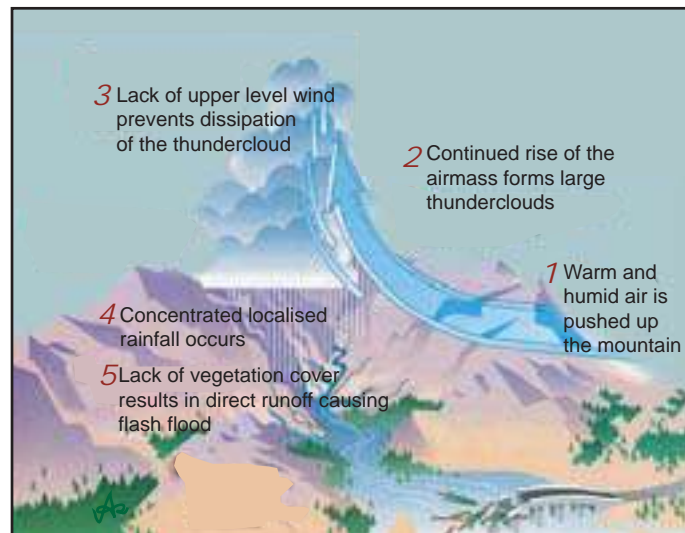 3 Lack of upper level wind
prevents dissipation
of the thundercloud
2 Continued rise of the
airmass forms large
thunderclouds
1 Warm and
humid air is
pushed up
the mountain
4 Concentrated localised
rainfall occurs
5 Lack of vegetation cover
results in direct runoff causing
flash flood